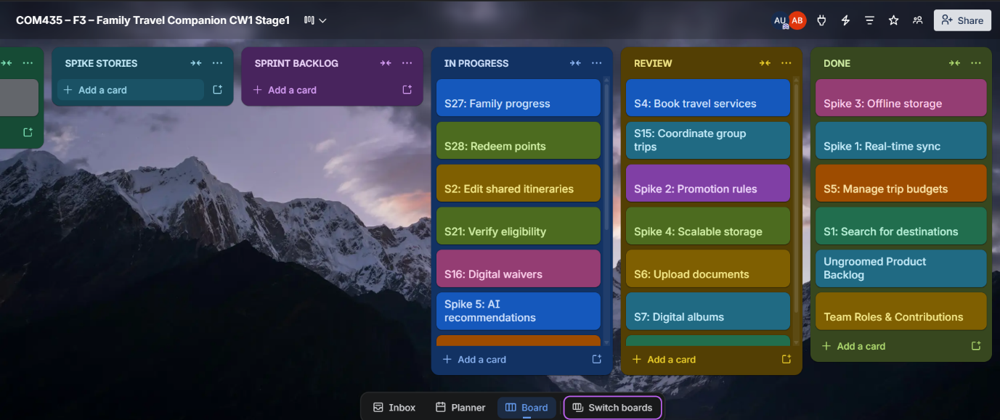 COM435 – F3 – Family Travel Companion CW1 Stage1
AU
AB
Share
SPIKE STORIES
Add a card
SPRINT BACKLOG
Add a card
IN PROGRESS
S27: Family progress
S28: Redeem points
S2: Edit shared itineraries
S21: Verify eligibility
S16: Digital waivers
Spike 5: AI
recommendations
Add a card
REVIEW
S4: Book travel services
S15: Coordinate group
trips
Spike 2: Promotion rules
Spike 4: Scalable storage
S6: Upload documents
S7: Digital albums
Add a card
DONE
Spike 3: Offline storage
Spike 1: Real-time sync
S5: Manage trip budgets
S1: Search for destinations
Ungroomed Product
Backlog
Team Roles & Contributions
Add a card
Inbox
Planner
Board
Switch boards